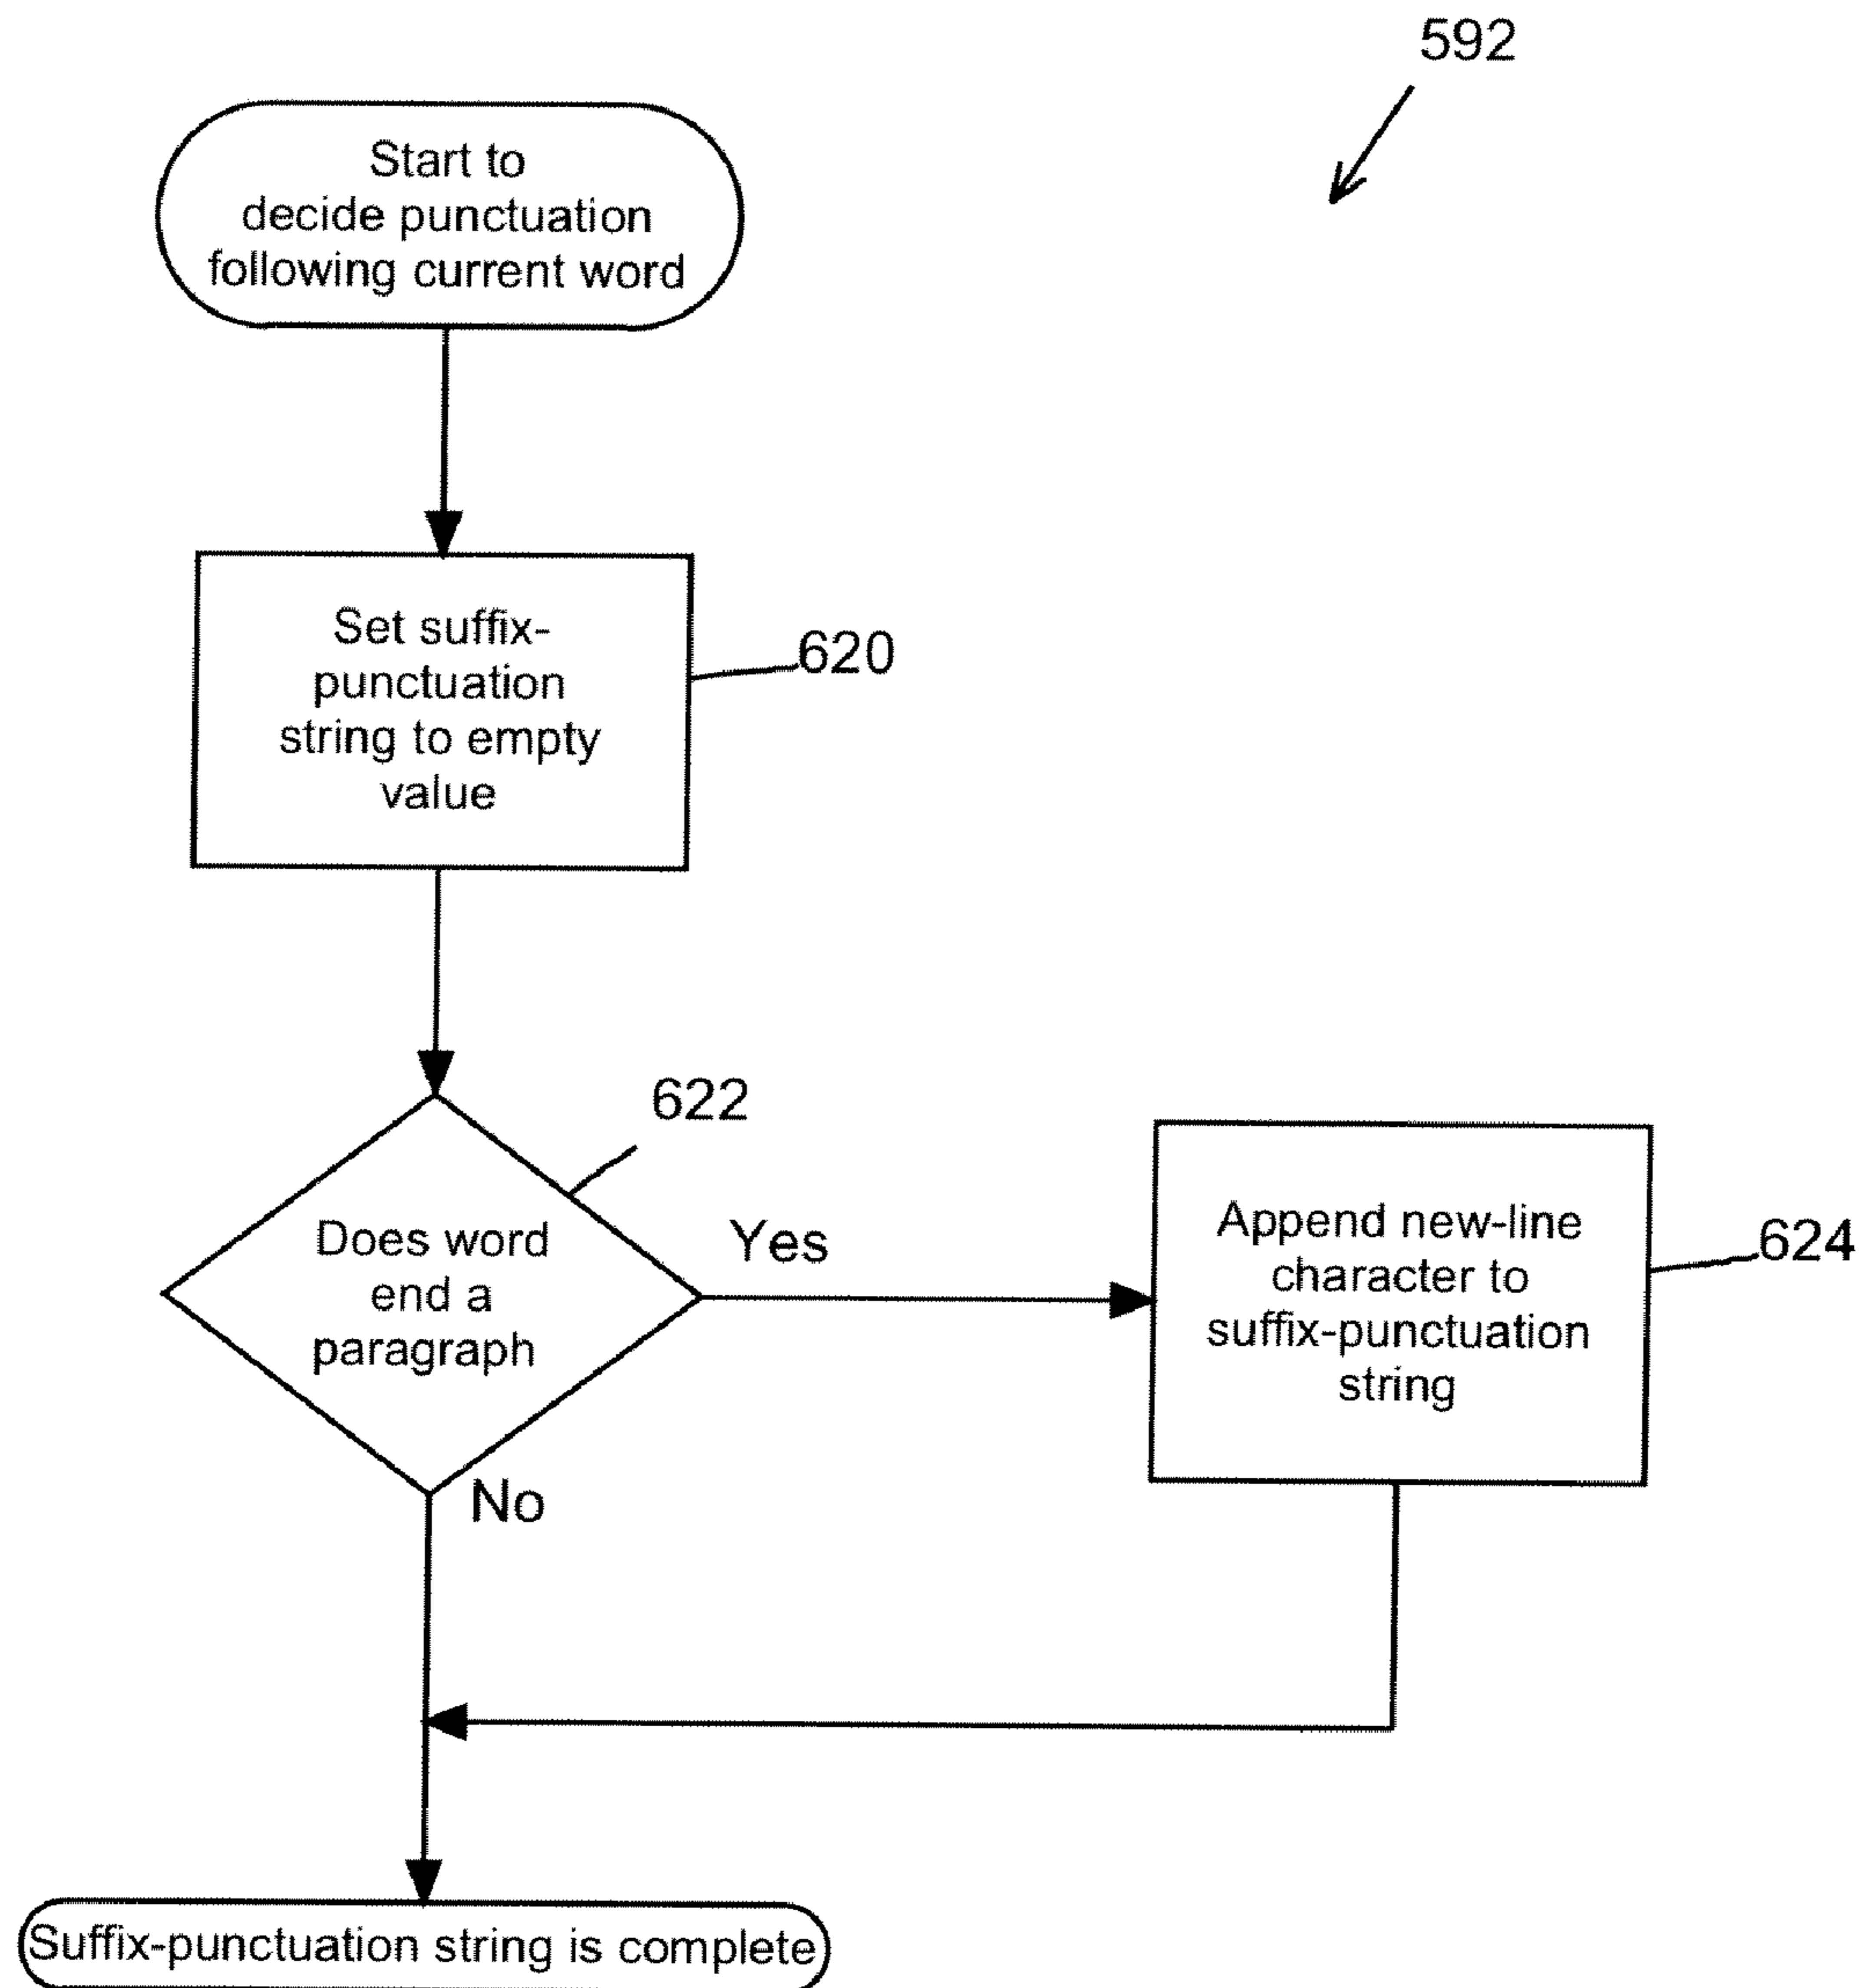 592
Start to
decide punctuation
following current word
Set suffix-
punctuation
string to empty
value
620
622
Does word
end a
paragraph
Yes
No
Append new-line
character to
suffix-punctuation
string
624
Suffix-punctuation string is complete